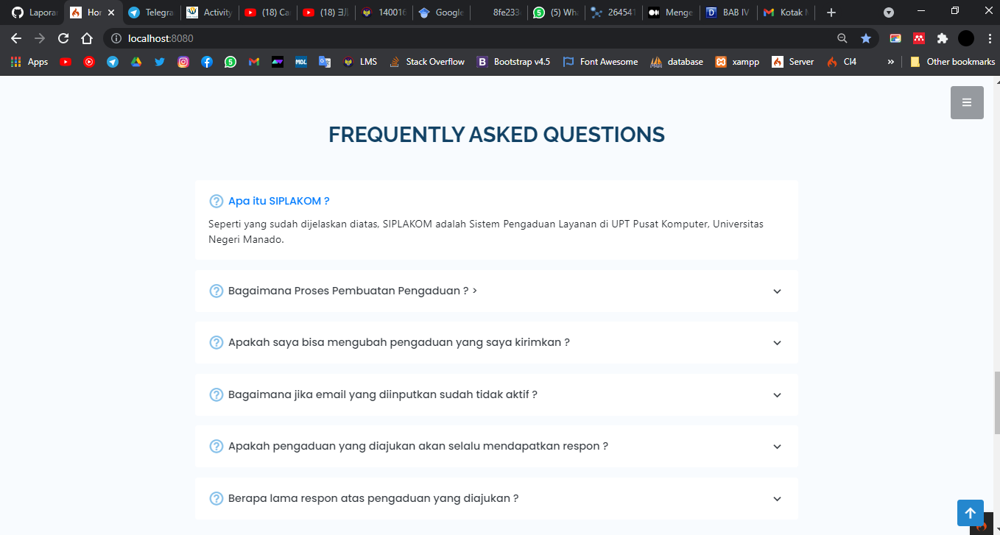 Lapora
Hor
Telegra
Activity
(18) Ca
(18)
14001
Google
8fe233
(5) Wha
26454
Menge
BAB IV
Kotak M
localhost:8080
Apps
LMS
Stack Overflow
Bootstrap v4.5
Font Awesome
database
xampp
Server
CI4
»
Other bookmarks
FREQUENTLY ASKED QUESTIONS
Apa itu SIPLAKOM ?
Seperti yang sudah dijelaskan diatas, SIPLAKOM adalah Sistem Pengaduan Layanan di UPT Pusat Komputer, Universitas
Negeri Manado.
Bagaimana Proses Pembuatan Pengaduan ? >
Apakah saya bisa mengubah pengaduan yang saya kirimkan ?
Bagaimana jika email yang diinputkan sudah tidak aktif ?
Apakah pengaduan yang diajukan akan selalu mendapatkan respon ?
Berapa lama respon atas pengaduan yang diajukan ?